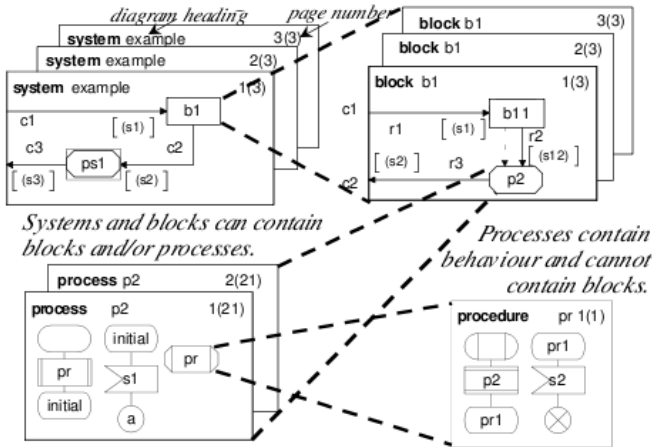 diagram heading
page number
system example 3(3)
system example 2(3)
system example 1(3)
c1
[(s1)]
b1
c3
c2
ps1
[(s3)]
[(s2)]
block b1 3(3)
block b1 2(3)
block b1 1(3)
c1
r1
[(s1)]
b11
r2
[(s2)]
r3
[(s12)]
c2
p2
Systems and blocks can contain
blocks and/or processes.
Processes contain
behaviour and cannot
contain blocks.
process p2 2(21)
process p2 1(21)
initial
pr
s1
pr
initial
a
procedure pr 1(1)
pr1
p2
s2
pr1